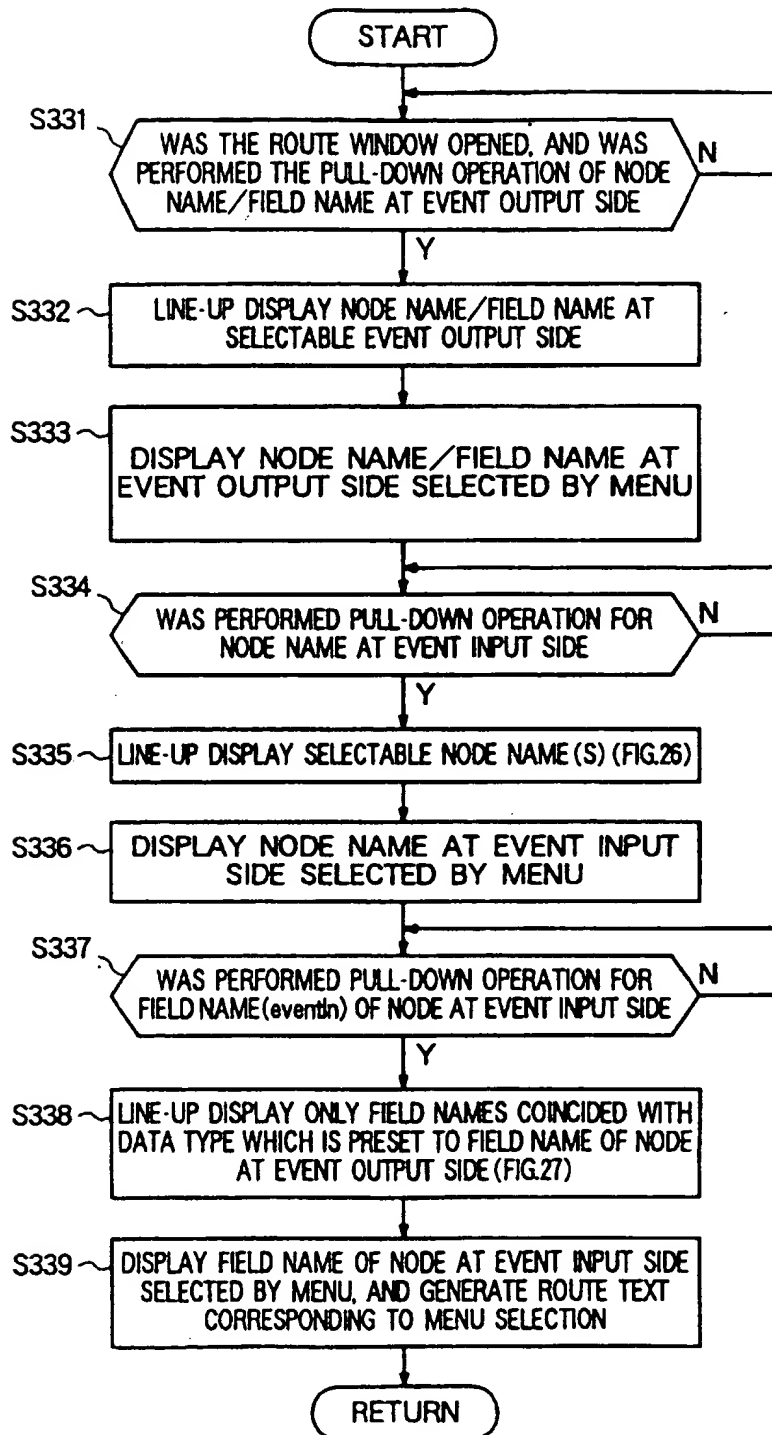 START
S331
WAS THE ROUTE WINDOW OPENED, AND WAS
PERFORMED THE PULL-DOWN OPERATION OF NODE
NAME/FIELD NAME AT EVENT OUTPUT SIDE
N
Y
S332
LINE-UP DISPLAY NODE NAME/FIELD NAME AT
SELECTABLE EVENT OUTPUT SIDE
S333
DISPLAY NODE NAME/FIELD NAME AT
EVENT OUTPUT SIDE SELECTED BY MENU
S334
WAS PERFORMED PULL-DOWN OPERATION FOR
NODE NAME AT EVENT INPUT SIDE
N
Y
S335
LINE-UP DISPLAY SELECTABLE NODE NAME(S) (FIG.26)
S336
DISPLAY NODE NAME AT EVENT INPUT
SIDE SELECTED BY MENU
S337
WAS PERFORMED PULL-DOWN OPERATION FOR
FIELD NAME(eventIn) OF NODE AT EVENT INPUT SIDE
N
Y
S338
LINE-UP DISPLAY ONLY FIELD NAMES COINCIDED WITH
DATA TYPE WHICH IS PRESET TO FIELD NAME OF NODE
AT EVENT OUTPUT SIDE (FIG.27)
S339
DISPLAY FIELD NAME OF NODE AT EVENT INPUT SIDE
SELECTED BY MENU, AND GENERATE ROUTE TEXT
CORRESPONDING TO MENU SELECTION
RETURN